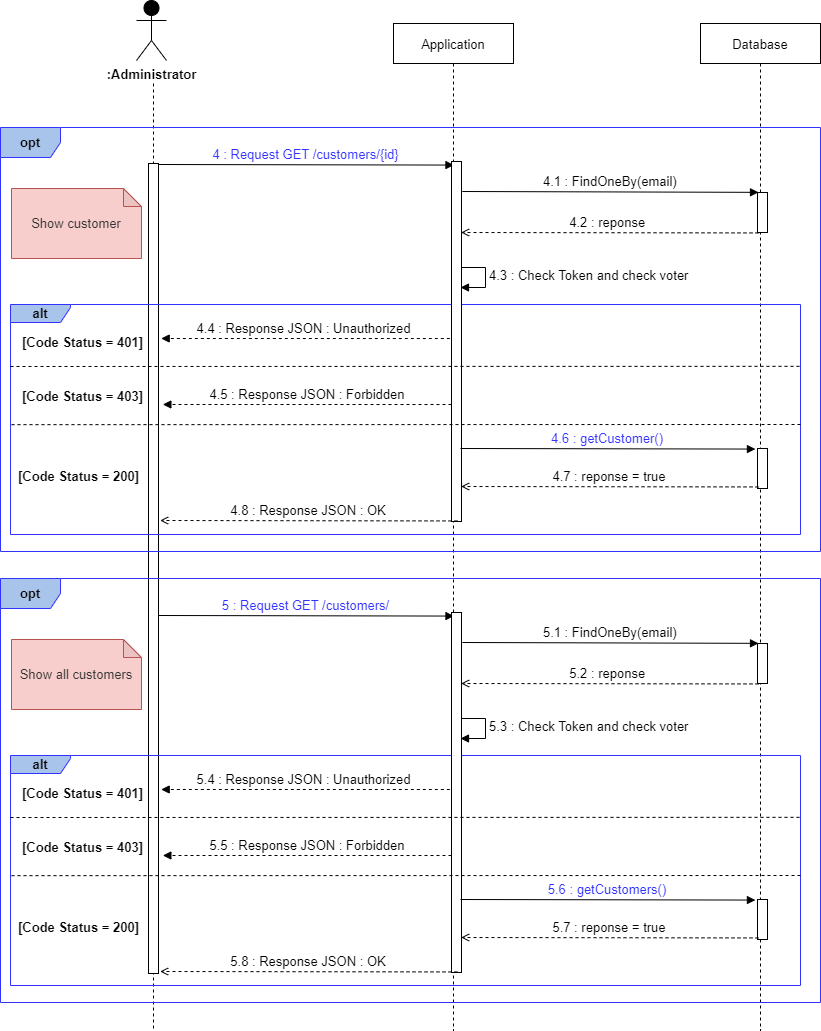 :Administrator
Application
Database
opt
4 : Request GET /customers/{id}
Show customer
4.1 : FindOneBy(email)
4.2 : reponse
4.3 : Check Token and check voter
alt
[Code Status = 401]
4.4 : Response JSON : Unauthorized
[Code Status = 403]
4.5 : Response JSON : Forbidden
4.6 : getCustomer()
[Code Status = 200]
4.7 : reponse = true
4.8 : Response JSON : OK
opt
5 : Request GET /customers/
Show all customers
5.1 : FindOneBy(email)
5.2 : reponse
5.3 : Check Token and check voter
alt
[Code Status = 401]
5.4 : Response JSON : Unauthorized
[Code Status = 403]
5.5 : Response JSON : Forbidden
5.6 : getCustomers()
[Code Status = 200]
5.7 : reponse = true
5.8 : Response JSON : OK